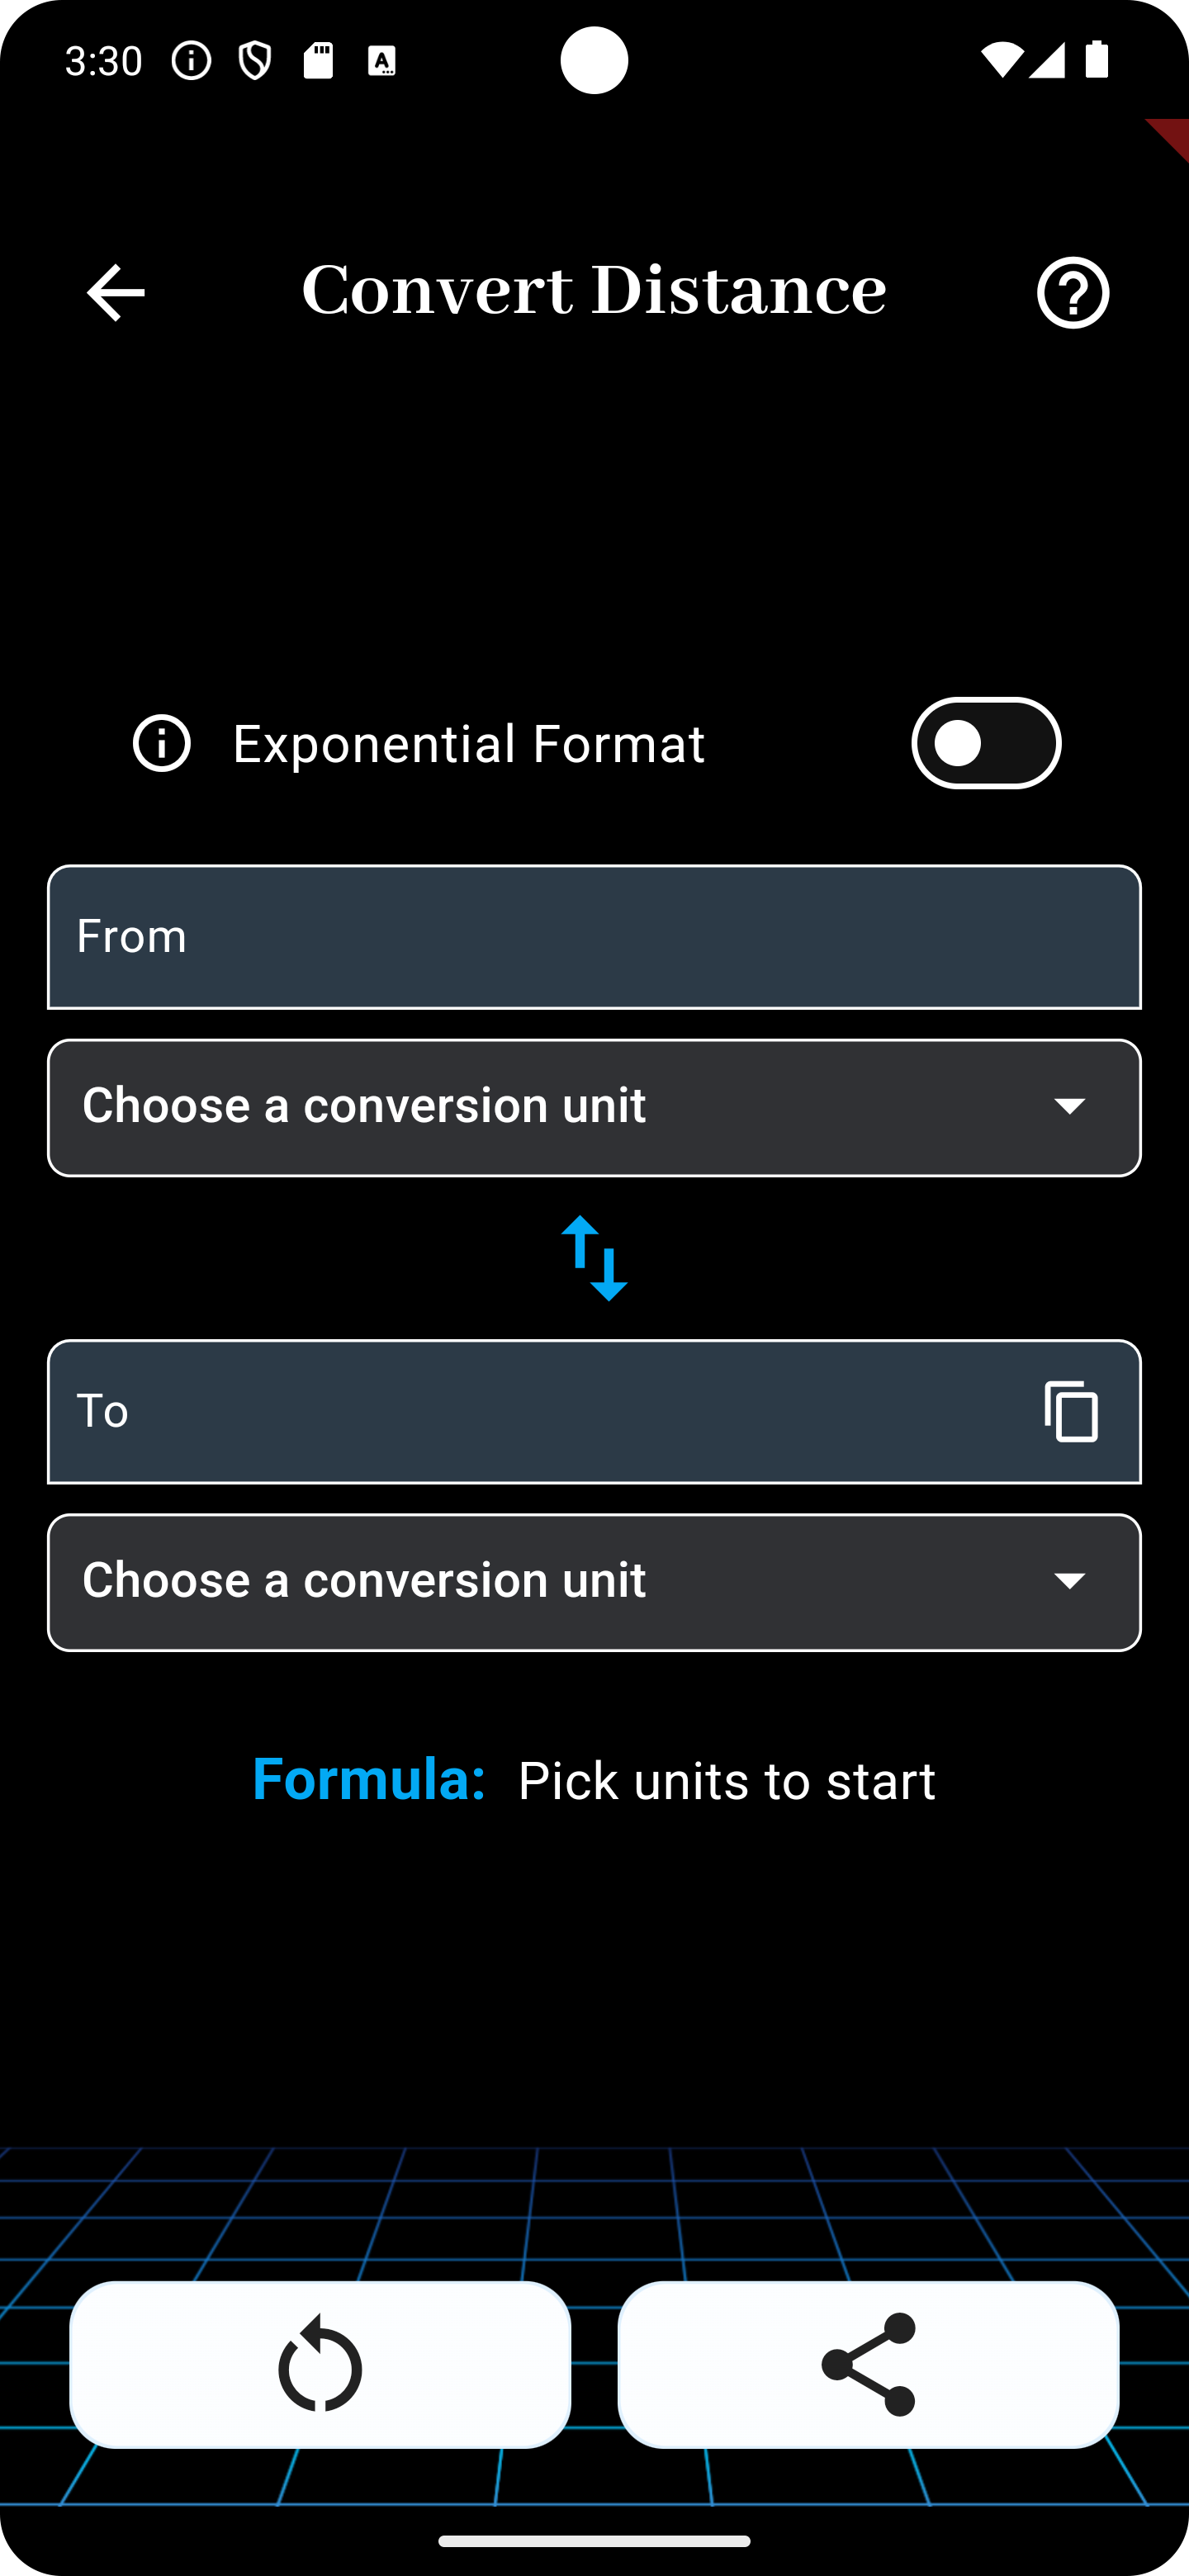 3:30
Convert Distance
Exponential Format
From
Choose a conversion unit
To
Choose a conversion unit
Formula: Pick units to start